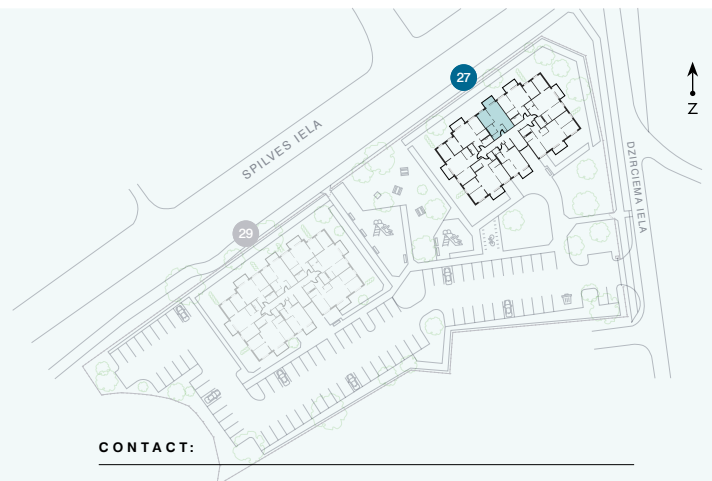 27
Z
SPILVES IELA
DZIRCIEMA IELA
29
CONTACT: